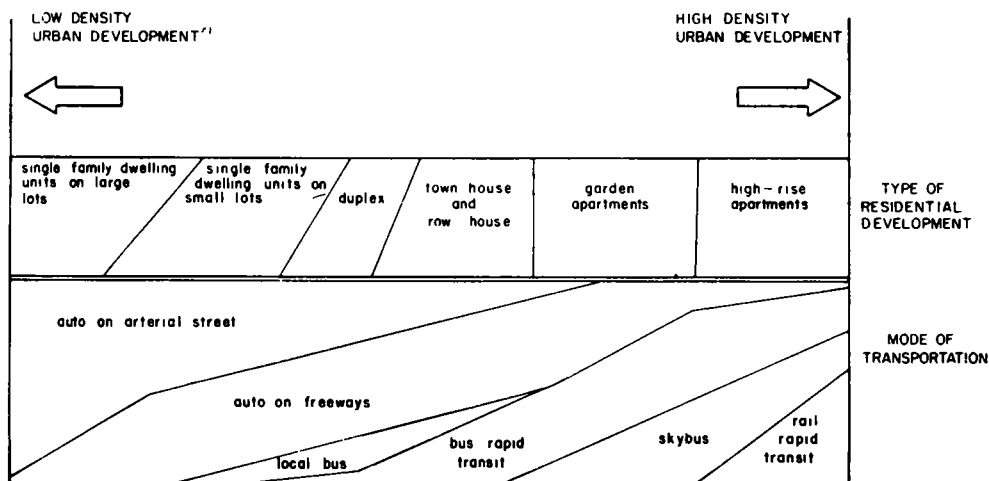 LOW DENSITY
URBAN DEVELOPMENT
HIGH DENSITY
URBAN DEVELOPMENT
single family dwelling
units on large
lots
single family
dwelling units on
small lots
duplex
town house
and
row house
garden
apartments
high-rise
apartments
TYPE OF
RESIDENTIAL
DEVELOPMENT
auto on arterial street
auto on freeways
local bus
bus rapid
transit
skybus
rail
rapid
transit
MODE OF
TRANSPORTATION